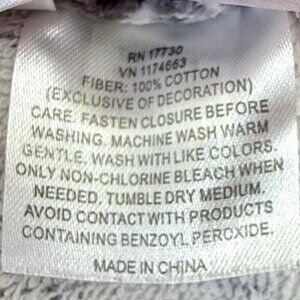 RN 17730
VN 1174663
FIBER: 100% COTTON
(EXCLUSIVE OF DECORATION)
CARE. FASTEN CLOSURE BEFORE
WASHING. MACHINE WASH WARM
GENTLE. WASH WITH LIKE COLORS.
ONLY NON-CHLORINE BLEACH WHEN
NEEDED. TUMBLE DRY MEDIUM.
AVOID CONTACT WITH PRODUCTS
CONTAINING BENZOYL PEROXIDE.
MADE IN CHINA